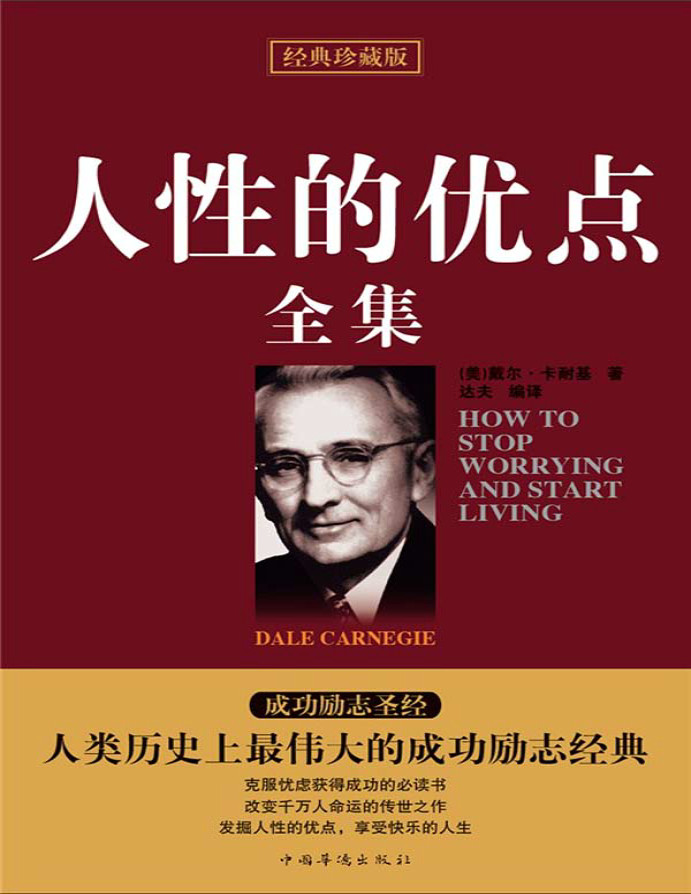 经典珍藏版
人性的优点
全集
(美)戴尔·卡耐基 著
达夫 编译
HOW TO
STOP
WORRYING
AND START
LIVING
DALE CARNEGIE
成功励志圣经
人类历史上最伟大的成功励志经典
克服忧虑获得成功的必读书
改变千万人命运的传世之作
发掘人性的优点，享受快乐的人生
中国华侨出版社